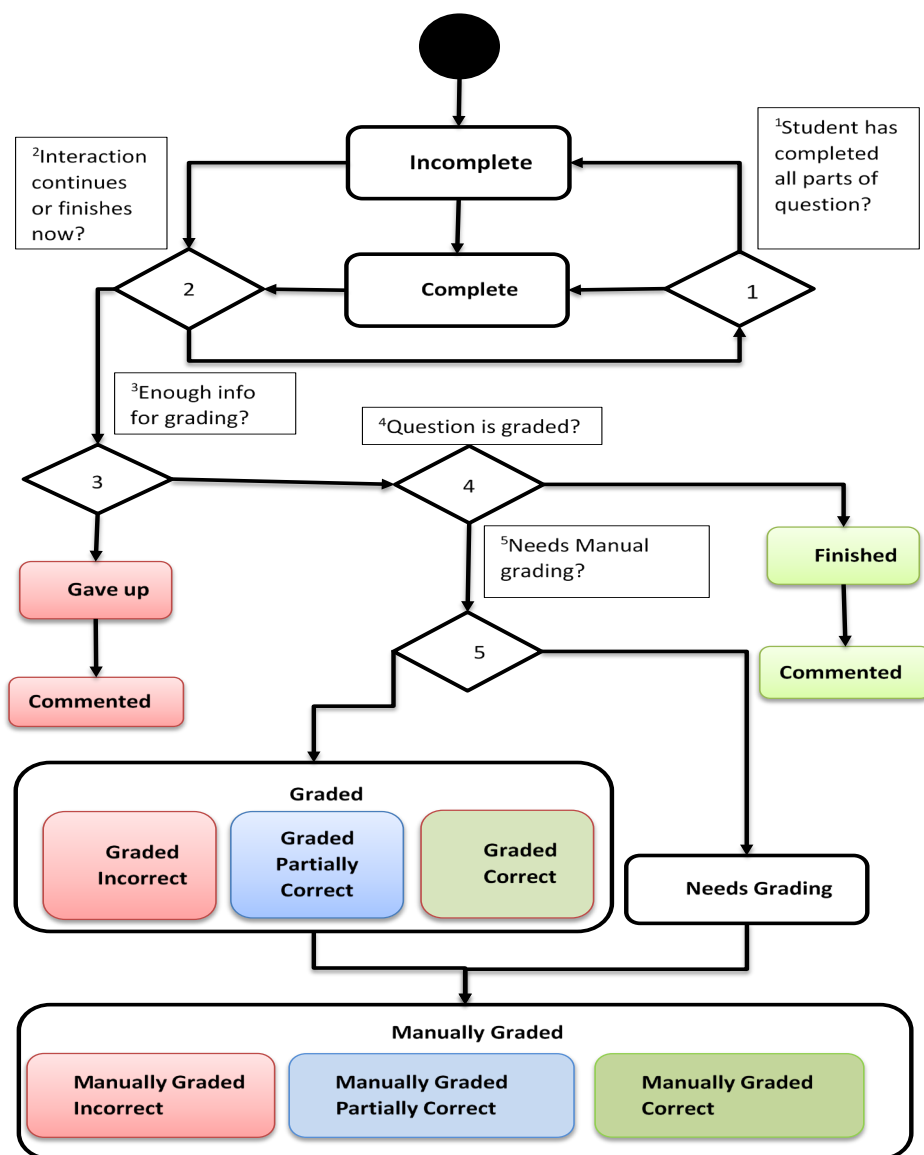 Incomplete
¹Student has
completed
all parts of
question?
²Interaction
continues
or finishes
now?
2
Complete
1
³Enough info
for grading?
⁴Question is graded?
3
4
⁵Needs Manual
grading?
Finished
Gave up
5
Commented
Commented
Graded
Graded
Incorrect
Graded
Partially
Correct
Graded
Correct
Needs Grading
Manually Graded
Manually Graded
Incorrect
Manually Graded
Partially Correct
Manually Graded
Correct